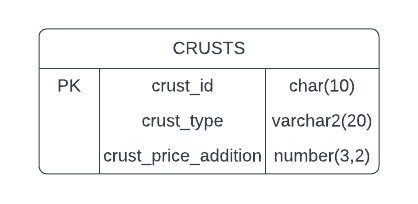 CRUSTS
PK crust_id char(10)
crust_type varchar2(20)
crust_price_addition number(3,2)